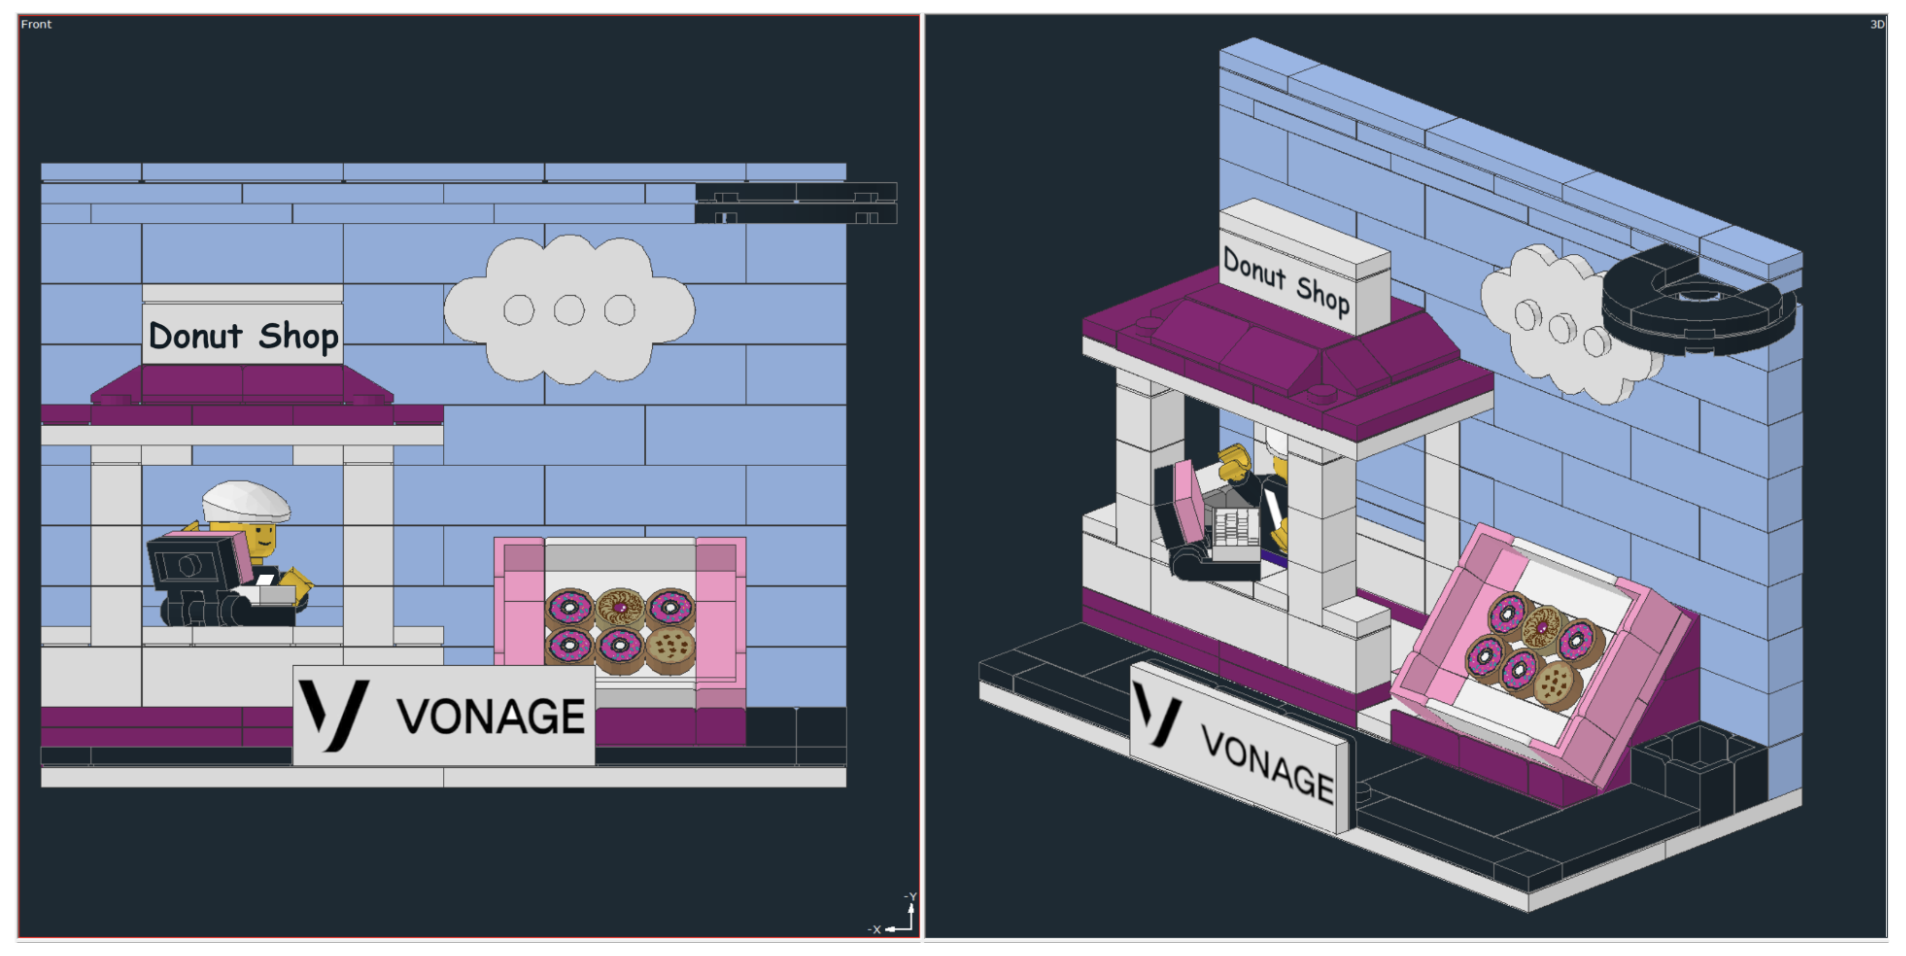 Front
Donut Shop
VONAGE
-Y
-X
3D
Donut Shop
VONAGE